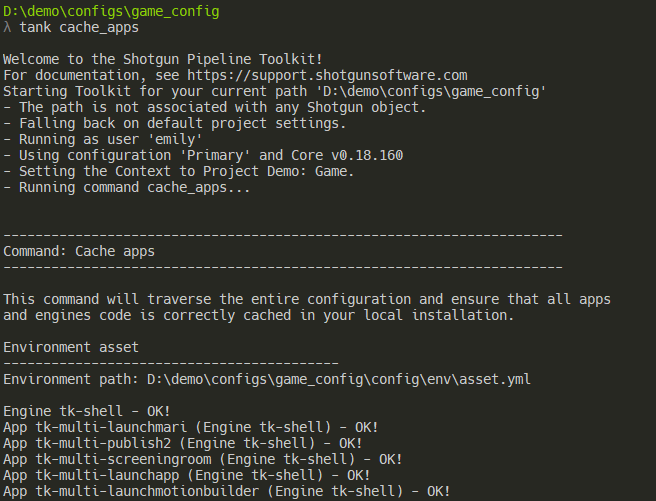 D:\demo\configs\game_config
λ tank cache_apps
Welcome to the Shotgun Pipeline Toolkit!
For documentation, see https://support.shotgunsoftware.com
Starting Toolkit for your current path 'D:\demo\configs\game_config'
- The path is not associated with any Shotgun object.
- Falling back on default project settings.
- Running as user 'emily'
- Using configuration 'Primary' and Core v0.18.160
- Setting the Context to Project Demo: Game.
- Running command cache_apps...
----------------------------------------------------------------------
Command: Cache apps
----------------------------------------------------------------------
This command will traverse the entire configuration and ensure that all apps
and engines code is correctly cached in your local installation.
Environment asset
------------------------------------------
Environment path: D:\demo\configs\game_config\config\env\asset.yml
Engine tk-shell - OK!
App tk-multi-launchmari (Engine tk-shell) - OK!
App tk-multi-publish2 (Engine tk-shell) - OK!
App tk-multi-screeningroom (Engine tk-shell) - OK!
App tk-multi-launchapp (Engine tk-shell) - OK!
App tk-multi-launchmotionbuilder (Engine tk-shell) - OK!